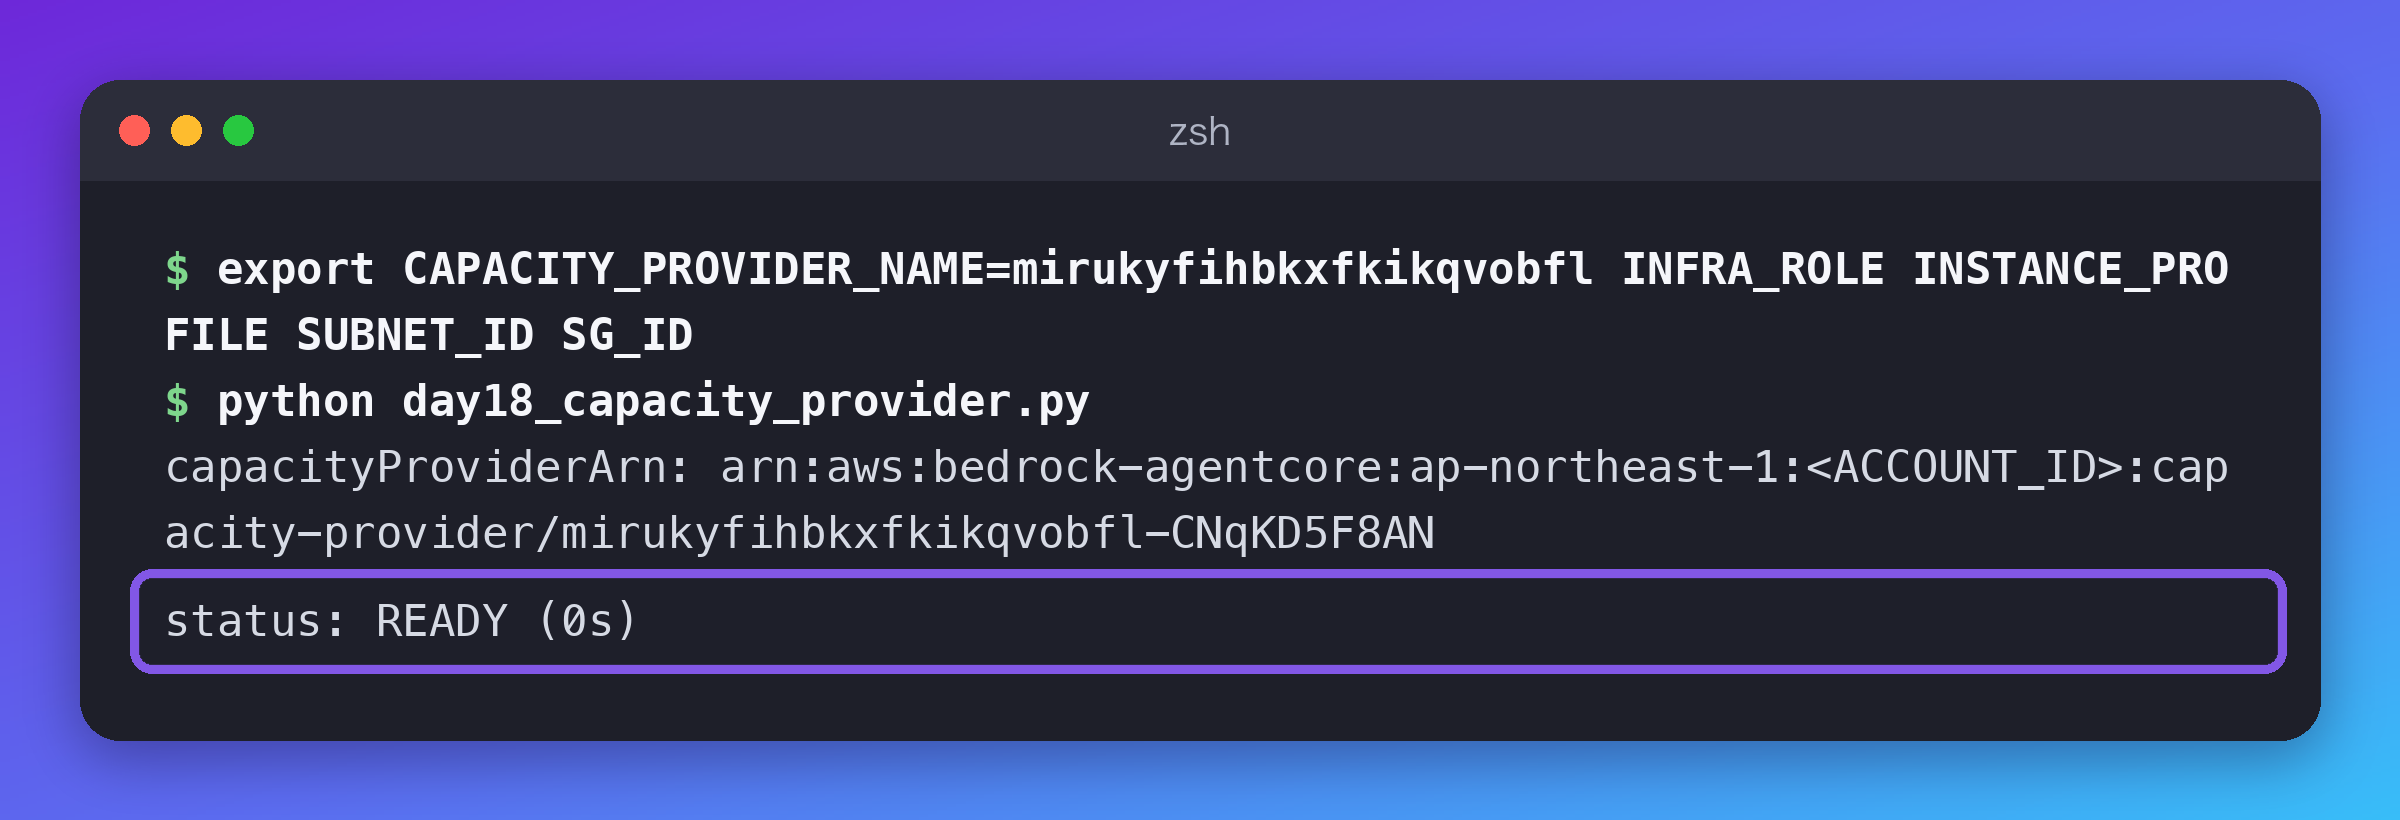 zsh
$ export CAPACITY_PROVIDER_NAME=mirukyfihbkxfkikqvobfl INFRA_ROLE INSTANCE_PRO
FILE SUBNET_ID SG_ID
$ python day18_capacity_provider.py
capacityProviderArn: arn:aws:bedrock-agentcore:ap-northeast-1:<ACCOUNT_ID>:cap
acity-provider/mirukyfihbkxfkikqvobfl-CNqKD5F8AN
status: READY (0s)